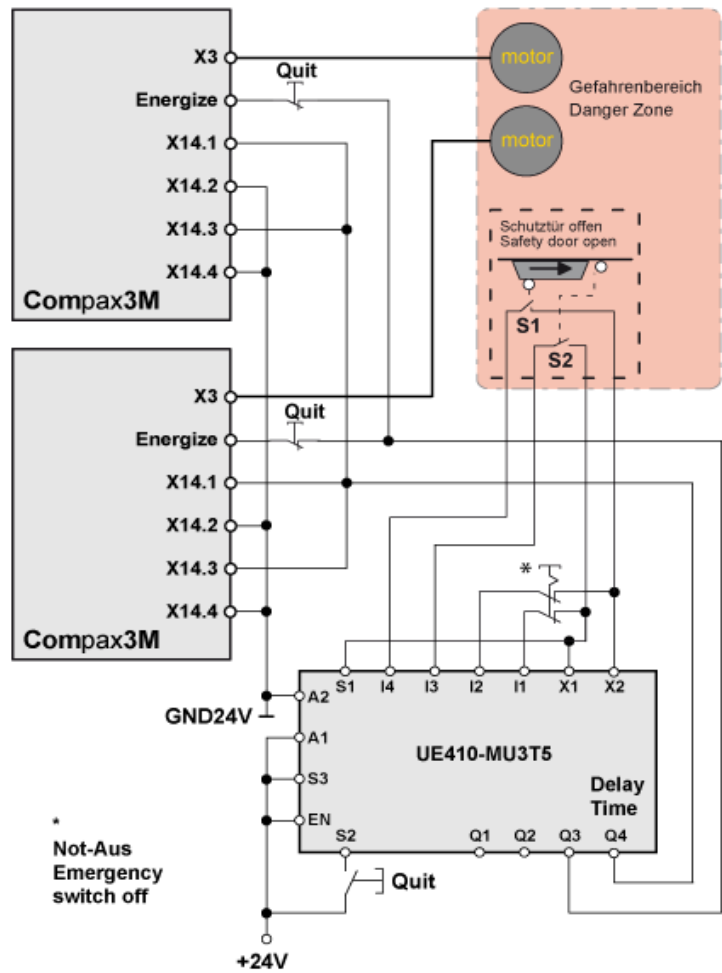 X3
Quit
Energize
X14.1
X14.2
X14.3
X14.4
Compax3M
motor
motor
Gefahrenbereich
Danger Zone
Schutztür offen
Safety door open
S1
S2
X3
Quit
Energize
X14.1
X14.2
X14.3
X14.4
Compax3M
*
S1 I4 I3 I2 I1 X1 X2
A2
GND24V
A1
UE410-MU3T5
S3
Delay
Time
EN
S2 Q1 Q2 Q3 Q4
*
Not-Aus
Emergency
switch off
Quit
+24V